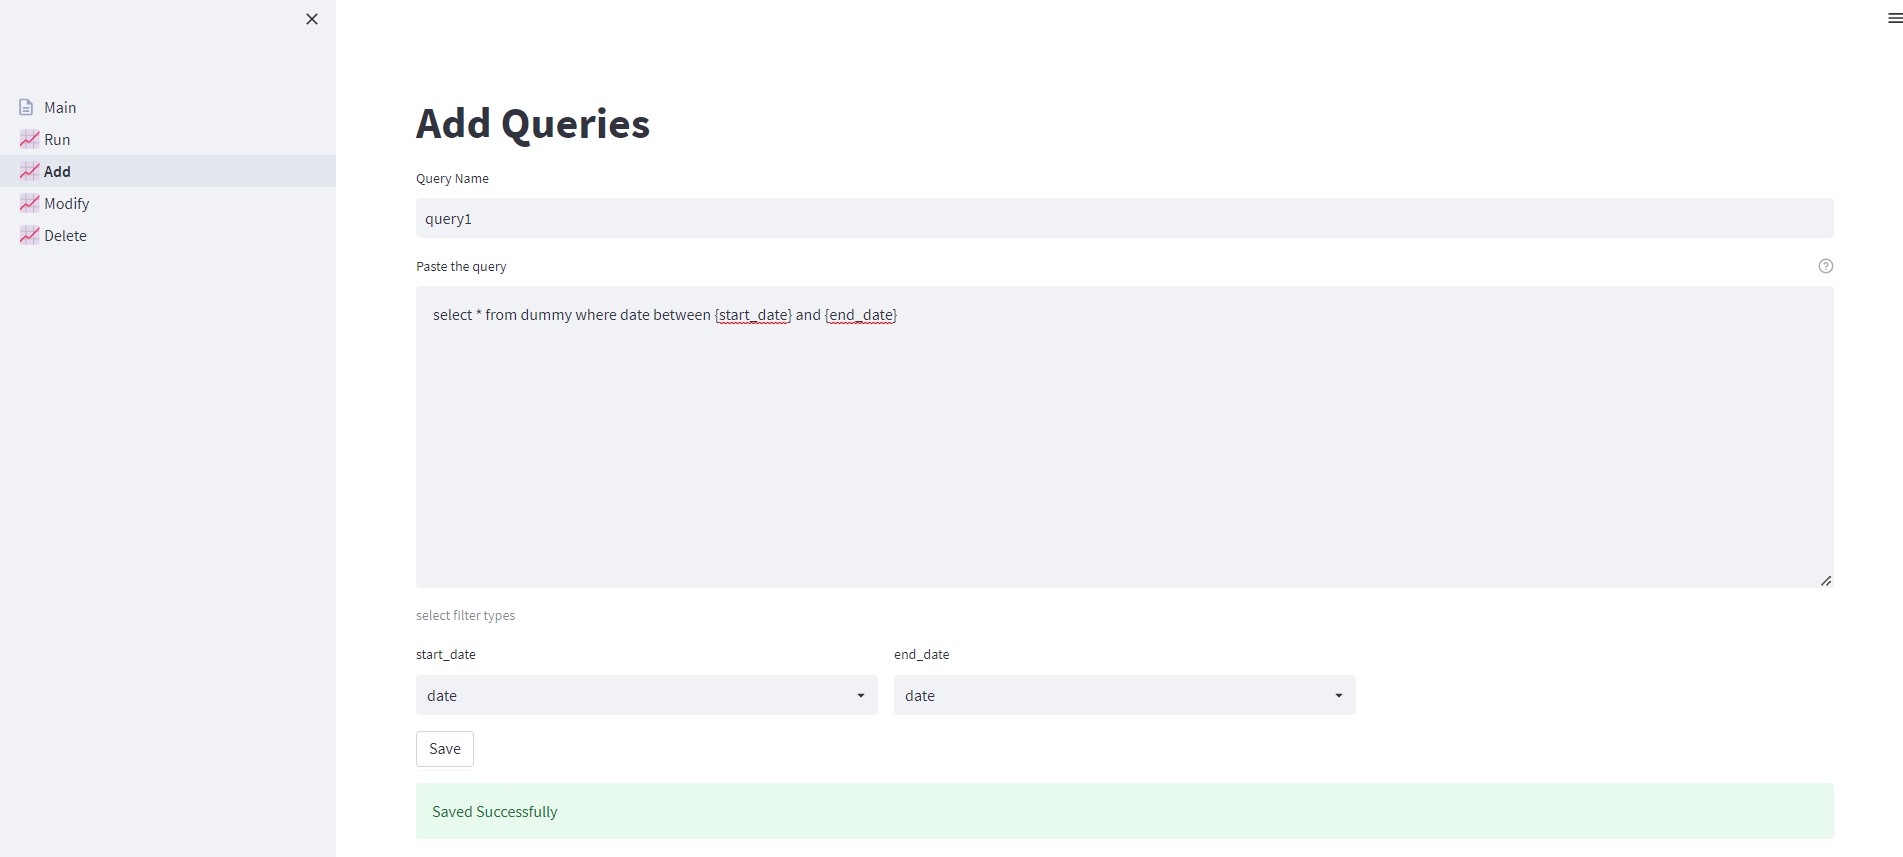 Main
Run
Add
Modify
Delete
Add Queries
Query Name
query1
Paste the query
select * from dummy where date between {start_date} and {end_date}
select filter types
start_date end_date
date date
Save
Saved Successfully